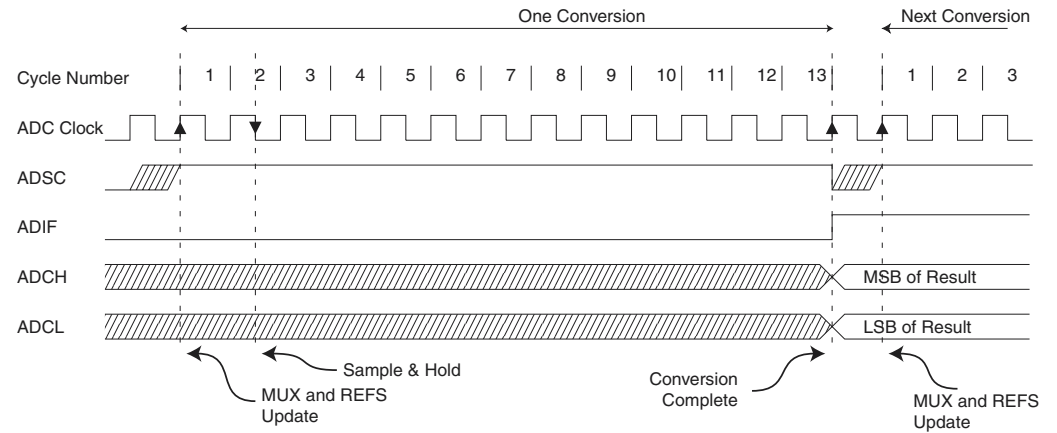 One Conversion
Next Conversion
Cycle Number 1 2 3 4 5 6 7 8 9 10 11 12 13 1 2 3
ADC Clock
ADSC
ADIF
ADCH
MSB of Result
ADCL
LSB of Result
Sample & Hold
MUX and REFS
Update
Conversion
Complete
MUX and REFS
Update